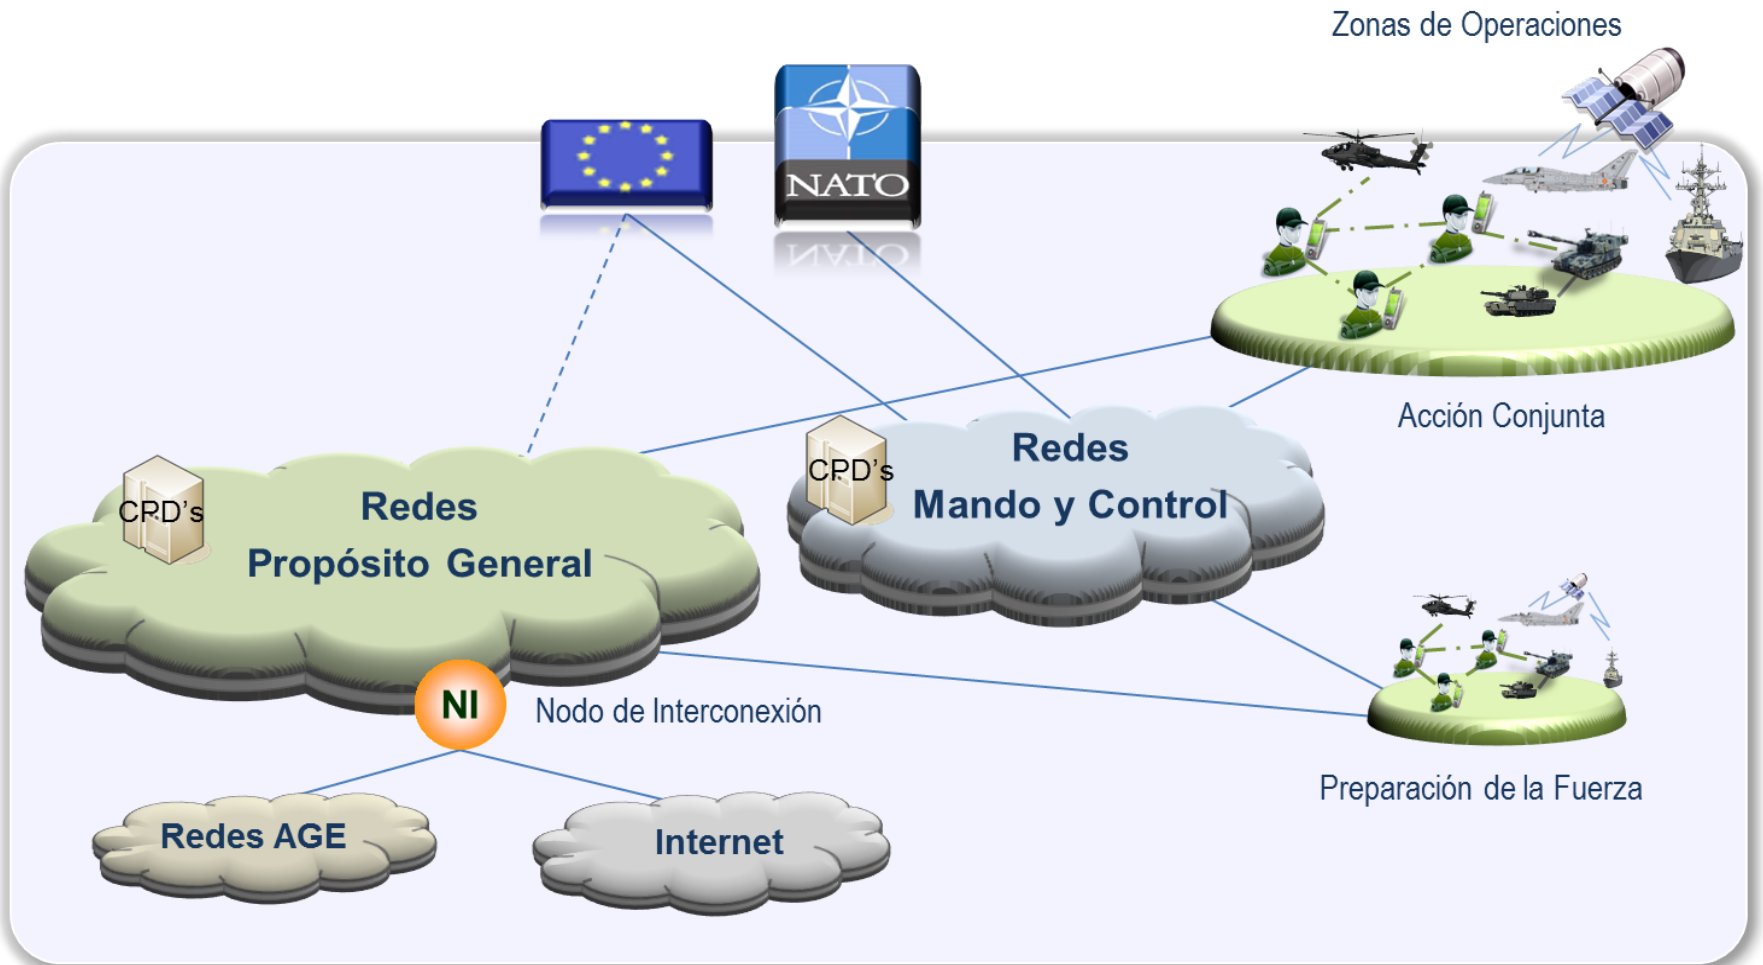 Zonas de Operaciones
NATO
Acción Conjunta
CPD's
Redes
Mando y Control
CPD's
Redes
Propósito General
NI
Nodo de Interconexión
Preparación de la Fuerza
Redes AGE
Internet